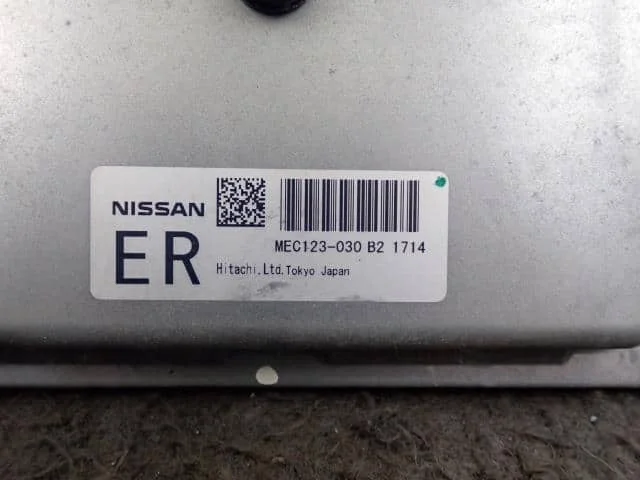 NISSAN
ER
MEC123-030 B2 1714
Hitachi,Ltd.Tokyo Japan